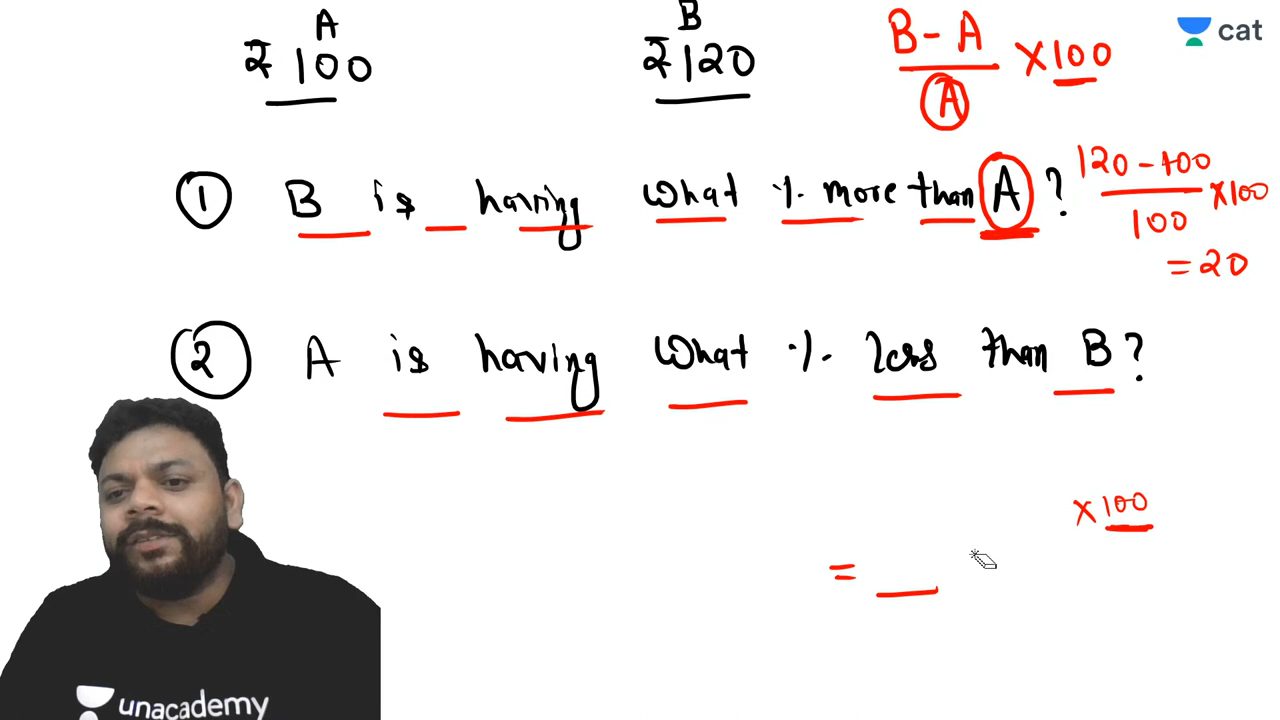 A
₹ 100
B
₹ 120
B - A
A
× 100
cat
1 B is having what % more than A ?
120 - 100
100
× 100
= 20
2 A is having what % less than B ?
× 100
=
unacademy